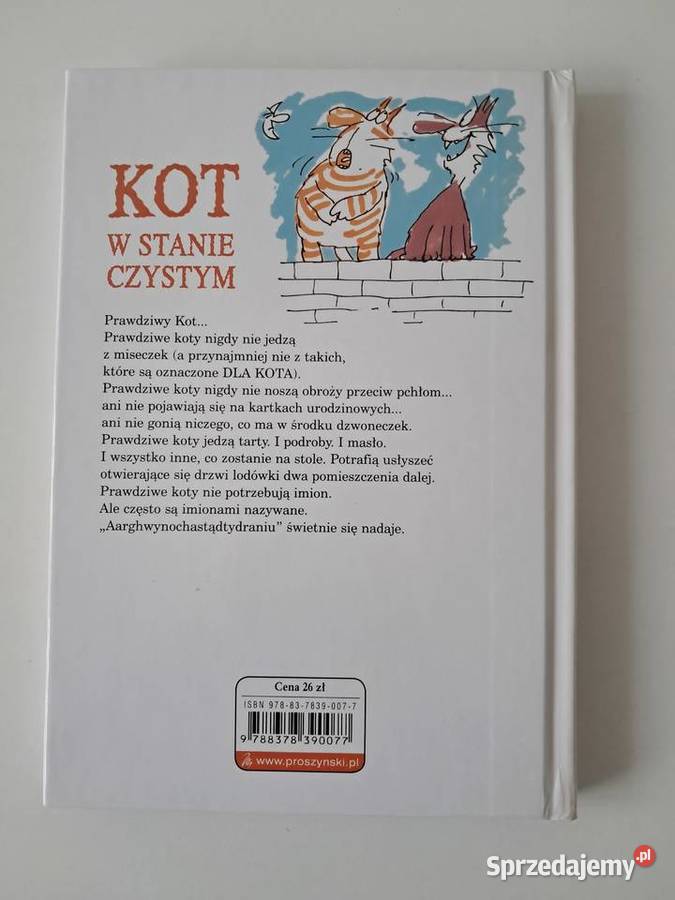 KOT
W STANIE
CZYSTYM
Prawdziwy Kot...
Prawdziwe koty nigdy nie jedzą
z miseczek (a przynajmniej nie z takich,
które są oznaczone DLA KOTA).
Prawdziwe koty nigdy nie noszą obroży przeciw pchłom...
ani nie pojawiają się na kartkach urodzinowych...
ani nie gonią niczego, co ma w środku dzwoneczek.
Prawdziwe koty jedzą tarty. I podroby. I masło.
I wszystko inne, co zostanie na stole. Potrafią usłyszeć
otwierające się drzwi lodówki dwa pomieszczenia dalej.
Prawdziwe koty nie potrzebują imion.
Ale często są imionami nazywane.
„Aarghwynochastądtydraniu” świetnie się nadaje.
Cena 26 zł
ISBN 978-83-7839-007-7
9 788378 390077
www.proszynski.pl
Sprzedajemy.pl